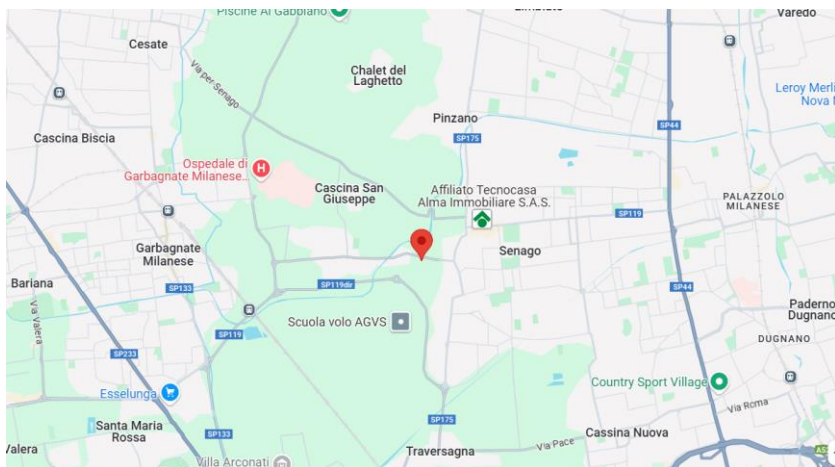 Piscine Al Gabbiano
Limbiate
Varedo
Cesate
Via per Senago
Chalet del
Laghetto
Leroy Merli
Nova M
Pinzano
SP44
Cascina Biscia
SP175
Ospedale di
Garbagnate Milanese...
H
Cascina San
Giuseppe
Affiliato Tecnocasa
Alma Immobiliare S.A.S.
PALAZZOLO
MILANESE
SP119
Garbagnate
Milanese
Senago
Bariana
SP133
SP119dir
SP44
Via Valera
Scuola volo AGVS
Paderno
Dugnano
SP119
DUGNANO
SP233
Esselunga
Country Sport Village
Via Roma
Santa Maria
Rossa
SP133
SP175
Cassina Nuova
Valera
Villa Arconati
Traversagna
Via Pace
A52